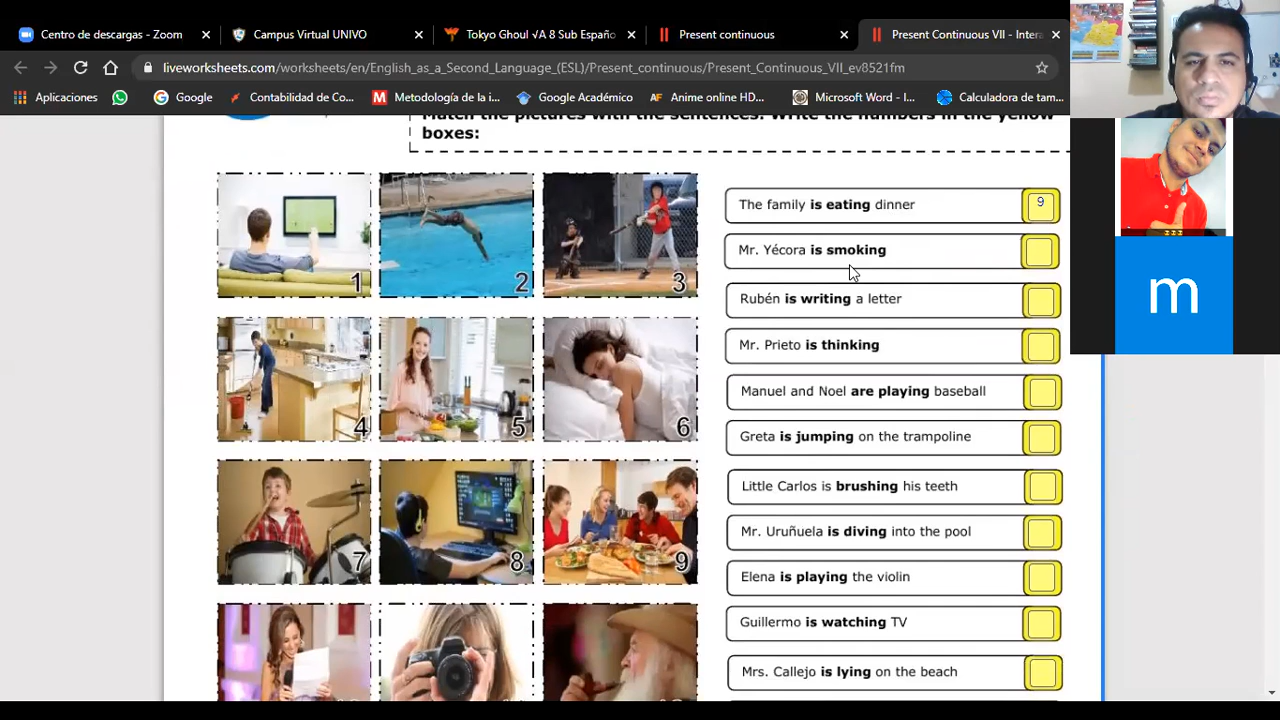 Centro de descargas - Zoom
Campus Virtual UNIVO
Tokyo Ghoul √A 8 Sub Españo
Present continuous
Present Continuous VII - Intera
liveworksheets.com/worksheets/en/English_as_a_Second_Language_(ESL)/Present_continuous/Present_Continuous_VII_ev8521fm
Aplicaciones
Google
Contabilidad de Co...
Metodología de la i...
Google Académico
Anime online HD...
Microsoft Word - I...
Calculadora de tam...
Match the pictures with the sentences. Write the numbers in the yellow
boxes:
1
2
3
4
5
6
7
8
9
The family is eating dinner
9
Mr. Yécora is smoking
Rubén is writing a letter
Mr. Prieto is thinking
Manuel and Noel are playing baseball
Greta is jumping on the trampoline
Little Carlos is brushing his teeth
Mr. Uruñuela is diving into the pool
Elena is playing the violin
Guillermo is watching TV
Mrs. Callejo is lying on the beach
m